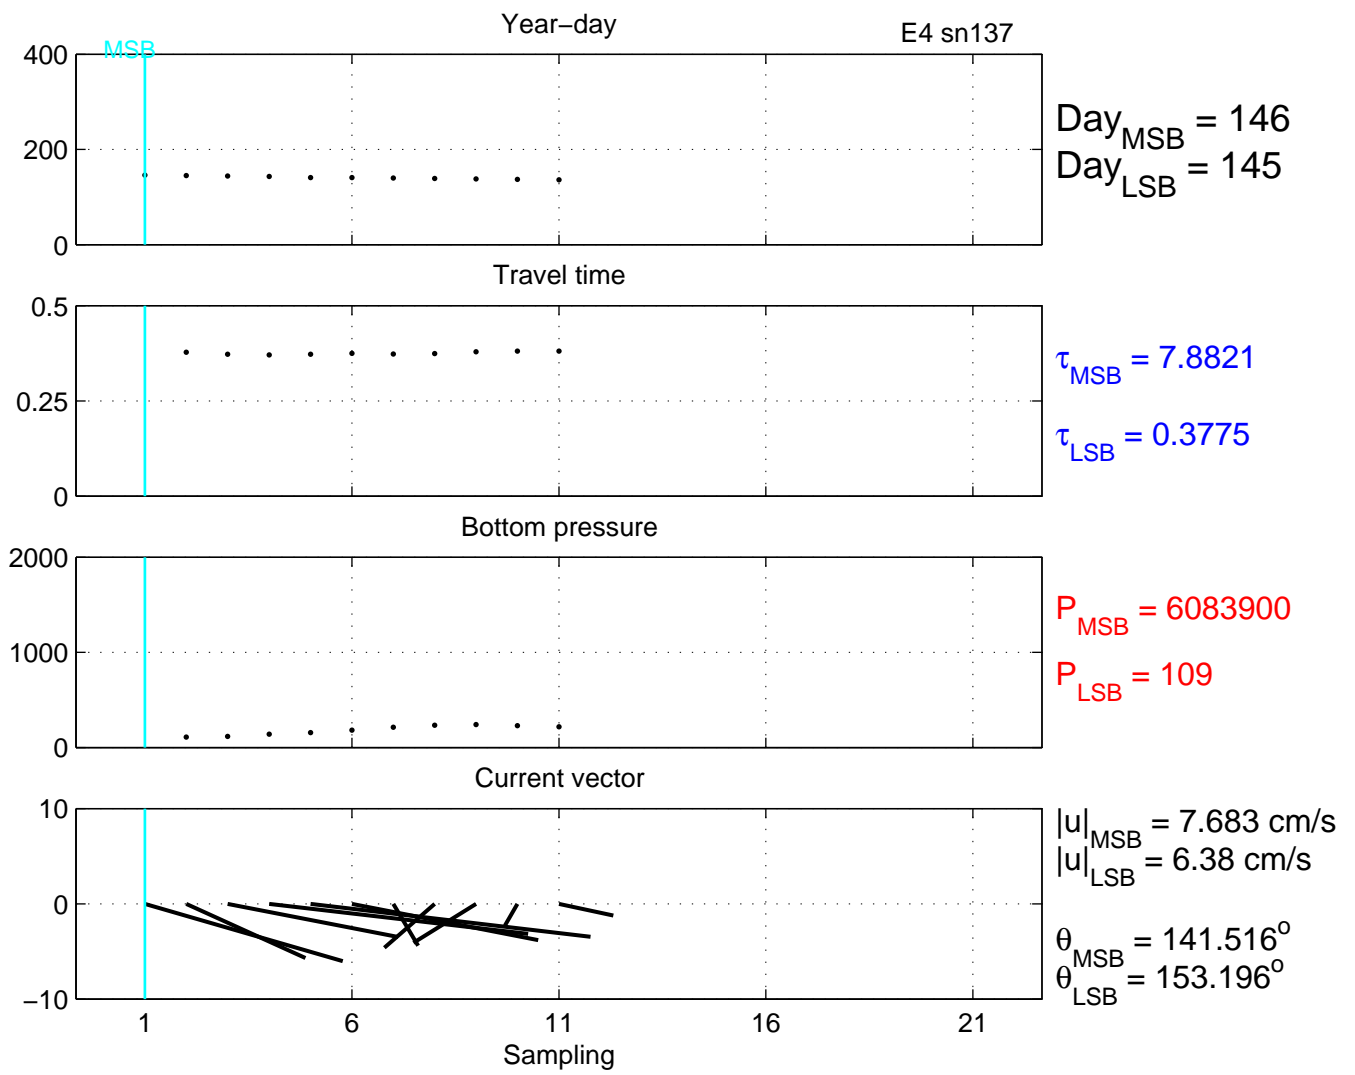 Year−day
E4 sn137
MSB
400
200
0
Day_MSB = 146
Day_LSB = 145
Travel time
0.5
0.25
0
τ_MSB = 7.8821
τ_LSB = 0.3775
Bottom pressure
2000
1000
0
P_MSB = 6083900
P_LSB = 109
Current vector
10
0
−10
|u|_MSB = 7.683 cm/s
|u|_LSB = 6.38 cm/s
θ_MSB = 141.516°
θ_LSB = 153.196°
1 6 11 16 21
Sampling